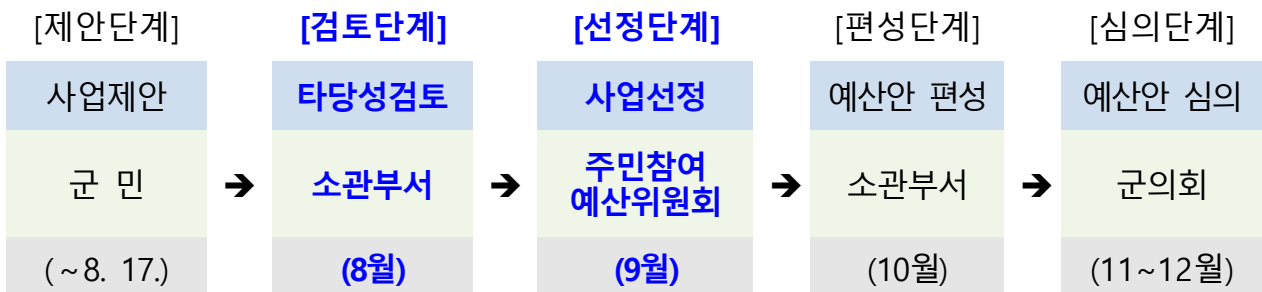 [제안단계] [검토단계] [선정단계] [편성단계] [심의단계]
사업제안 타당성검토 사업선정 예산안 편성 예산안 심의
군 민 ➔ 소관부서 ➔ 주민참여
예산위원회 ➔ 소관부서 ➔ 군의회
(~8. 17.) (8월) (9월) (10월) (11~12월)